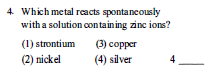 4. Which metal reacts spontaneously
with a solution containing zinc ions?
(1) strontium (3) copper
(2) nickel (4) silver 4 ____